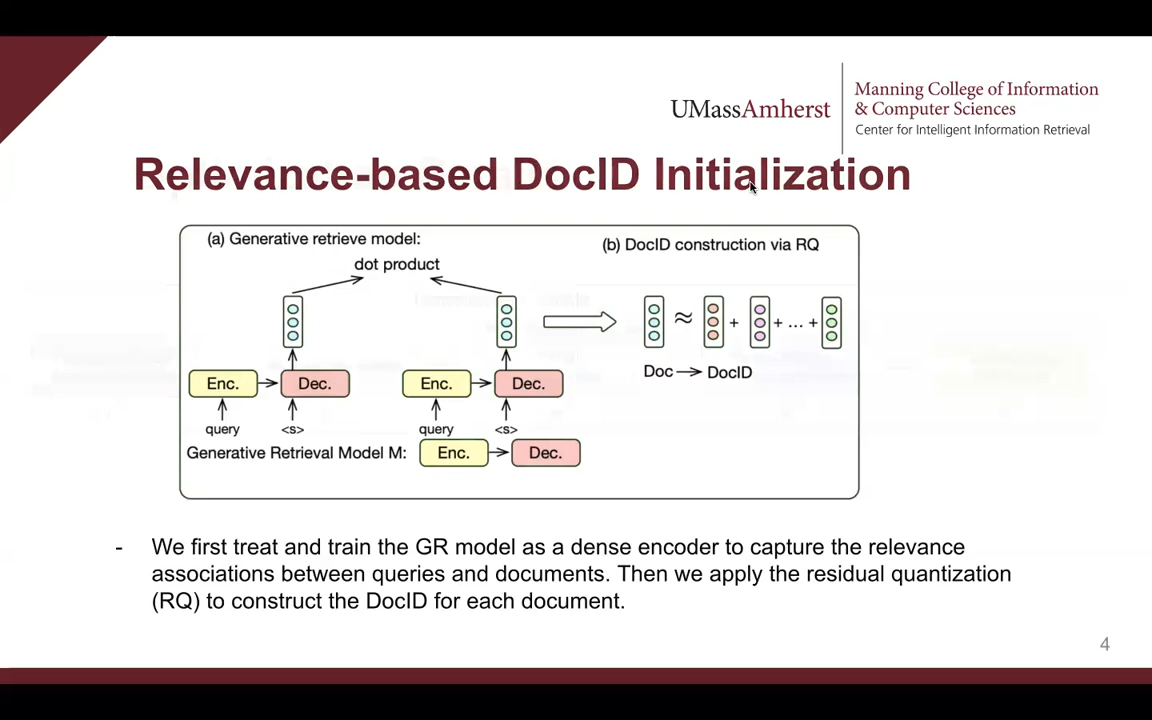 UMassAmherst
Manning College of Information
& Computer Sciences
Center for Intelligent Information Retrieval
Relevance-based DocID Initialization
(a) Generative retrieve model:
dot product
(b) DocID construction via RQ
≈ + + ... +
Doc → DocID
Enc. Dec. Enc. Dec.
query <s> query <s>
Generative Retrieval Model M: Enc. Dec.
- We first treat and train the GR model as a dense encoder to capture the relevance
associations between queries and documents. Then we apply the residual quantization
(RQ) to construct the DocID for each document.
4